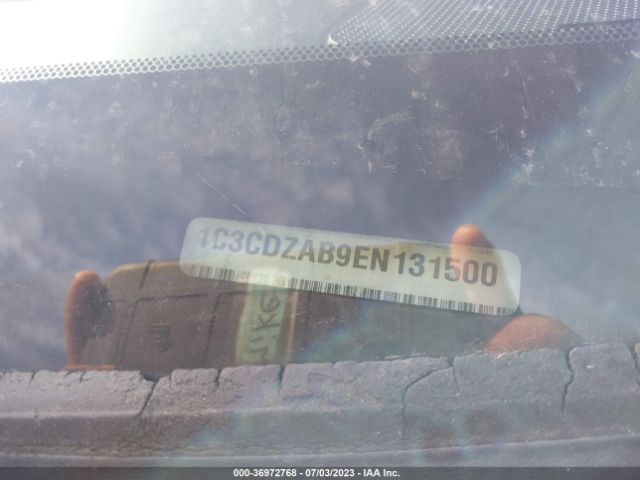 1C3CDZAB9EN131500
000-36972768 - 07/03/2023 - IAA Inc.